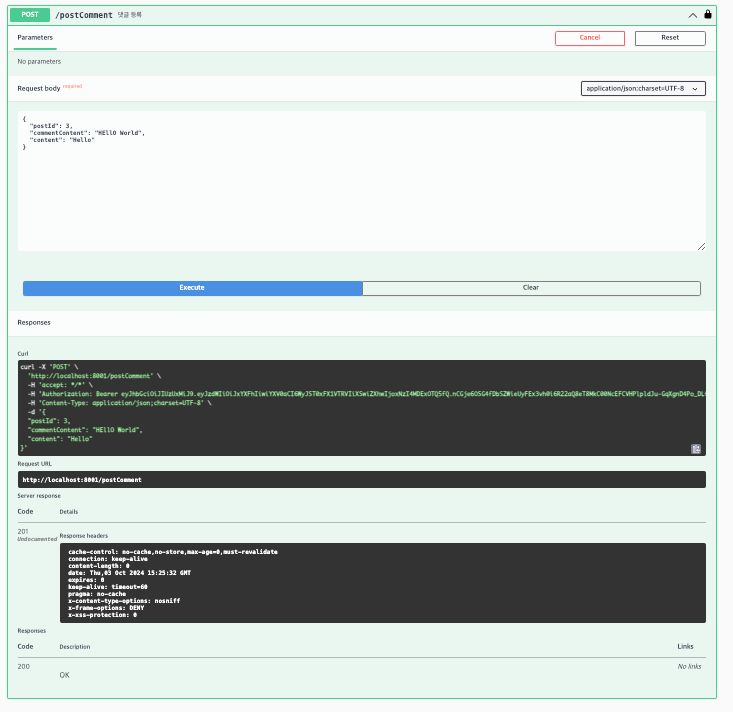 POST /postComment 댓글 등록
Parameters
Cancel
Reset
No parameters
Request body required
application/json;charset=UTF-8
{
"postId": 3,
"commentContent": "HEllO World",
"content": "Hello"
}
Execute
Clear
Responses
Curl
curl -X 'POST' \
'http://localhost:8001/postComment' \
-H 'accept: */*' \
-H 'Authorization: Bearer
-H 'Content-Type: application/json;charset=UTF-8' \
-d '{
"postId": 3,
"commentContent": "HEllO World",
"content": "Hello"
}'
Request URL
http://localhost:8001/postComment
Server response
Code Details
201
Undocumented
Response headers
cache-control: no-cache,no-store,max-age=0,must-revalidate
connection: keep-alive
content-length: 0
date: Thu,03 Oct 2024 15:25:32 GMT
expires: 0
keep-alive: timeout=60
pragma: no-cache
x-content-type-options: nosniff
x-frame-options: DENY
x-xss-protection: 0
Responses
Code Description Links
200 No links
OK